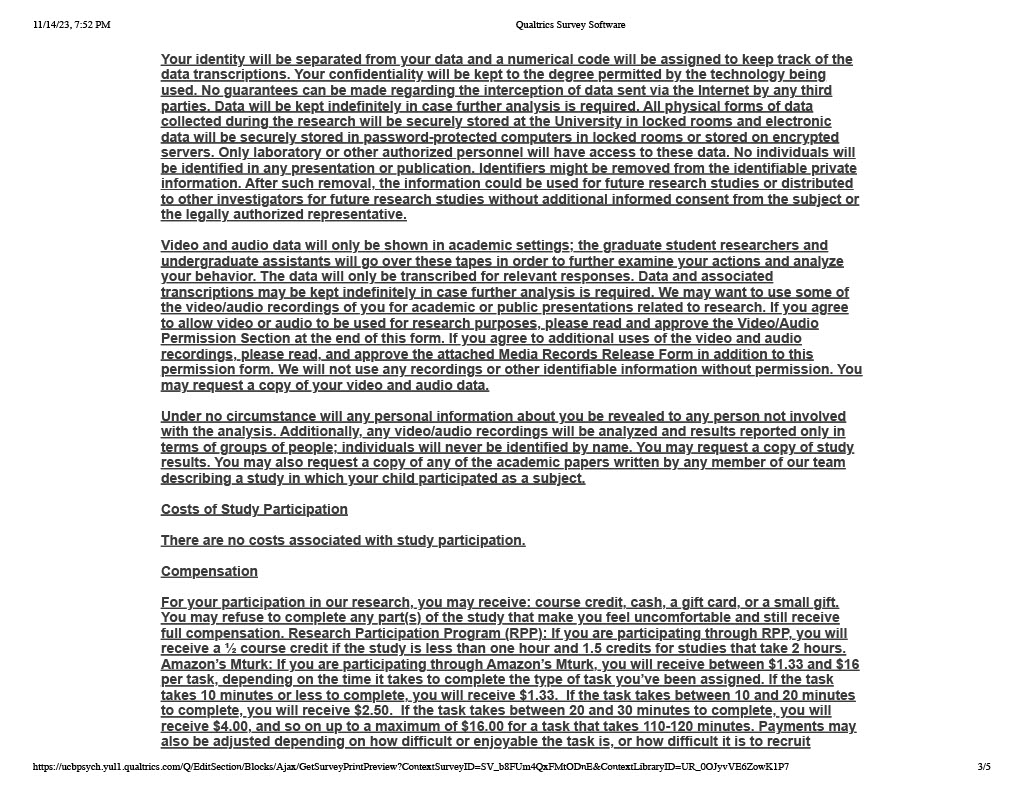 11/14/23, 7:52 PM
Qualtrics Survey Software
Your identity will be separated from your data and a numerical code will be assigned to keep track of the
data transcriptions. Your confidentiality will be kept to the degree permitted by the technology being
used. No guarantees can be made regarding the interception of data sent via the Internet by any third
parties. Data will be kept indefinitely in case further analysis is required. All physical forms of data
collected during the research will be securely stored at the University in locked rooms and electronic
data will be securely stored in password-protected computers in locked rooms or stored on encrypted
servers. Only laboratory or other authorized personnel will have access to these data. No individuals will
be identified in any presentation or publication. Identifiers might be removed from the identifiable private
information. After such removal, the information could be used for future research studies or distributed
to other investigators for future research studies without additional informed consent from the subject or
the legally authorized representative.
Video and audio data will only be shown in academic settings; the graduate student researchers and
undergraduate assistants will go over these tapes in order to further examine your actions and analyze
your behavior. The data will only be transcribed for relevant responses. Data and associated
transcriptions may be kept indefinitely in case further analysis is required. We may want to use some of
the video/audio recordings of you for academic or public presentations related to research. If you agree
to allow video or audio to be used for research purposes, please read and approve the Video/Audio
Permission Section at the end of this form. If you agree to additional uses of the video and audio
recordings, please read, and approve the attached Media Records Release Form in addition to this
permission form. We will not use any recordings or other identifiable information without permission. You
may request a copy of your video and audio data.
Under no circumstance will any personal information about you be revealed to any person not involved
with the analysis. Additionally, any video/audio recordings will be analyzed and results reported only in
terms of groups of people; individuals will never be identified by name. You may request a copy of study
results. You may also request a copy of any of the academic papers written by any member of our team
describing a study in which your child participated as a subject.
Costs of Study Participation
There are no costs associated with study participation.
Compensation
For your participation in our research, you may receive: course credit, cash, a gift card, or a small gift.
You may refuse to complete any part(s) of the study that make you feel uncomfortable and still receive
full compensation. Research Participation Program (RPP): If you are participating through RPP, you will
receive a ½ course credit if the study is less than one hour and 1.5 credits for studies that take 2 hours.
Amazon’s Mturk: If you are participating through Amazon’s Mturk, you will receive between $1.33 and $16
per task, depending on the time it takes to complete the type of task you’ve been assigned. If the task
takes 10 minutes or less to complete, you will receive $1.33.  If the task takes between 10 and 20 minutes
to complete, you will receive $2.50.  If the task takes between 20 and 30 minutes to complete, you will
receive $4.00, and so on up to a maximum of $16.00 for a task that takes 110-120 minutes. Payments may
also be adjusted depending on how difficult or enjoyable the task is, or how difficult it is to recruit
https://ucbpsych.yul1.qualtrics.com/Q/EditSection/Blocks/Ajax/GetSurveyPrintPreview?ContextSurveyID=SV_b8FUm4QxFMtODnE&ContextLibraryID=UR_0OJyvVE6ZowK1P7
3/5